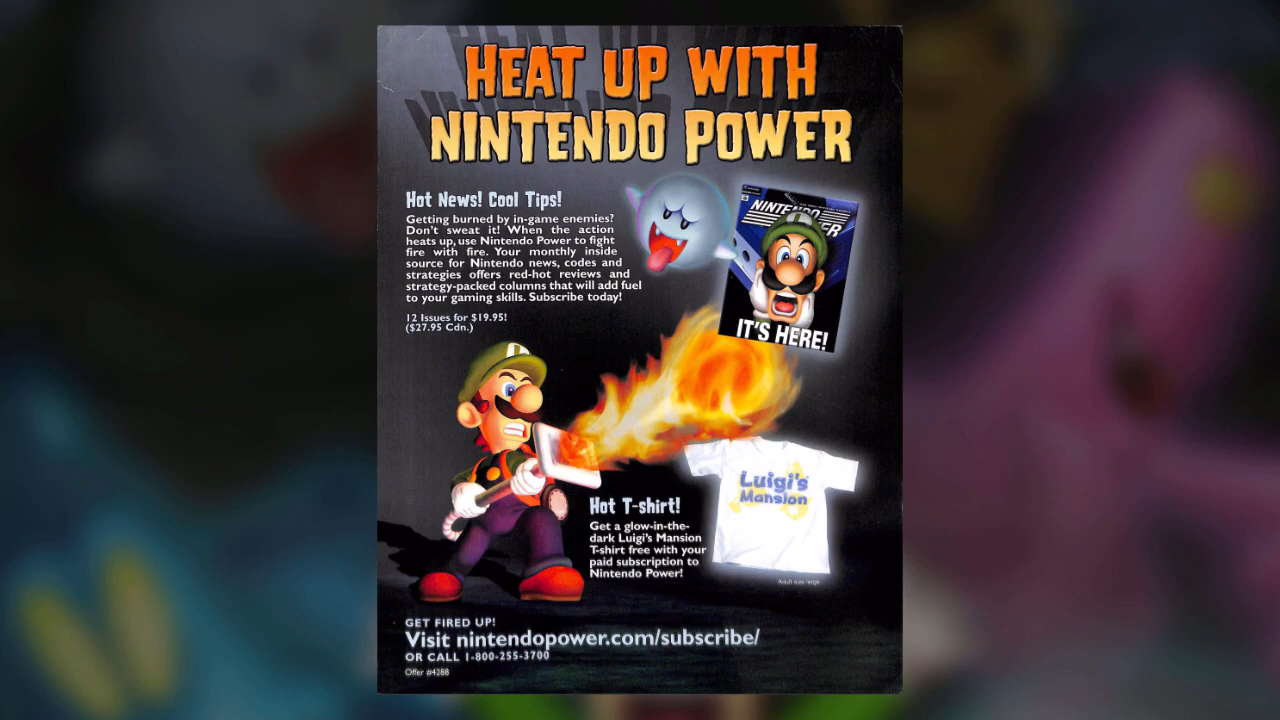 HEAT UP WITH
NINTENDO POWER
Hot News! Cool Tips!
Getting burned by in-game enemies?
Don't sweat it! When the action
heats up, use Nintendo Power to fight
fire with fire. Your monthly inside
source for Nintendo news, codes and
strategies offers red-hot reviews and
strategy-packed columns that will add fuel
to your gaming skills. Subscribe today!
12 Issues for $19.95!
($27.95 Cdn.)
NINTENDO
POWER
IT'S HERE!
Luigi's
Mansion
Hot T-shirt!
Get a glow-in-the-
dark Luigi's Mansion
T-shirt free with your
paid subscription to
Nintendo Power!
Adult size large
GET FIRED UP!
Visit nintendopower.com/subscribe/
OR CALL 1-800-255-3700
Offer #4288